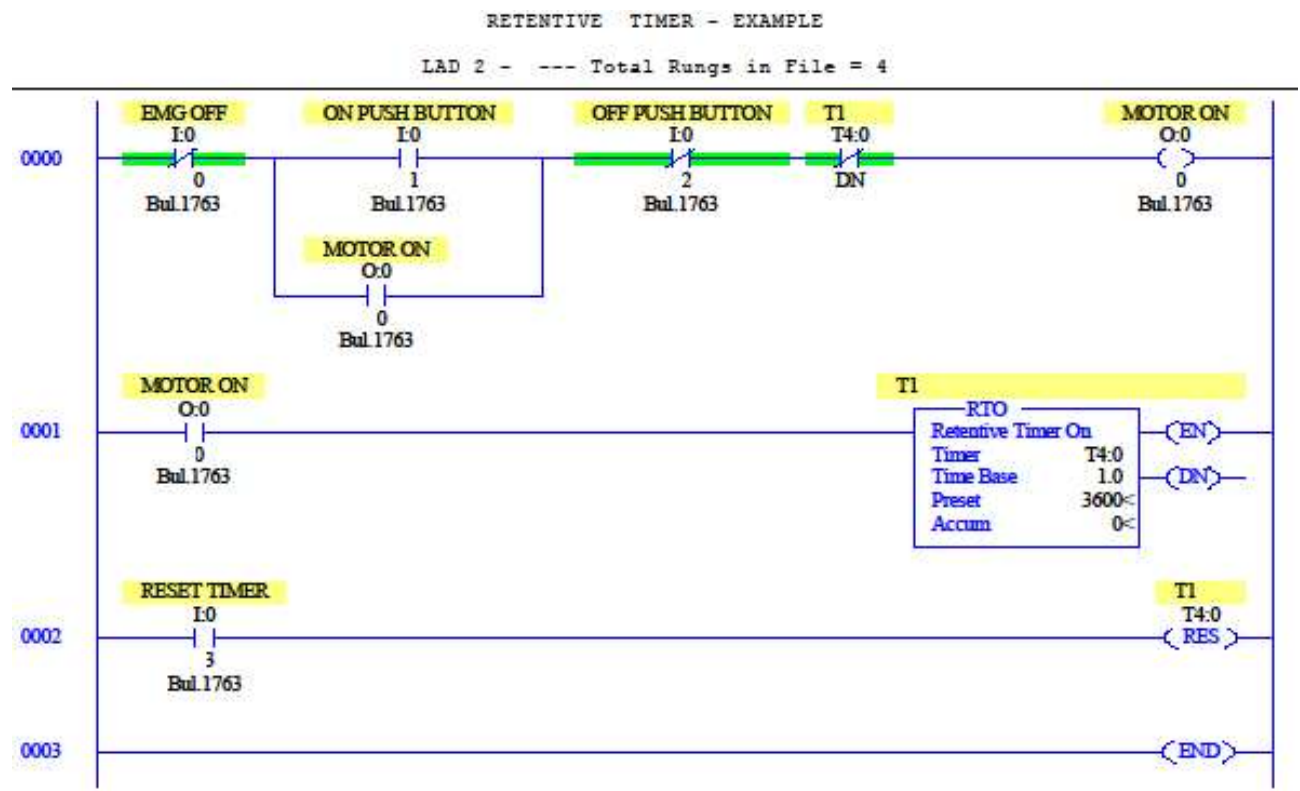 RETENTIVE TIMER - EXAMPLE
LAD 2 - --- Total Rungs in File = 4
EMG OFF ON PUSH BUTTON OFF PUSH BUTTON T1 MOTOR ON
I:0 I:0 I:0 T4:0 O:0
0000
0 1 2 DN 0
Bul.1763 Bul.1763 Bul.1763 Bul.1763
MOTOR ON
O:0
0
Bul.1763
MOTOR ON T1
O:0 RTO
0001 Retentive Timer On EN
0 Timer T4:0
Bul.1763 Time Base 1.0 DN
Preset 3600<
Accum 0<
RESET TIMER T1
I:0 T4:0
0002 RES
3
Bul.1763
0003 END